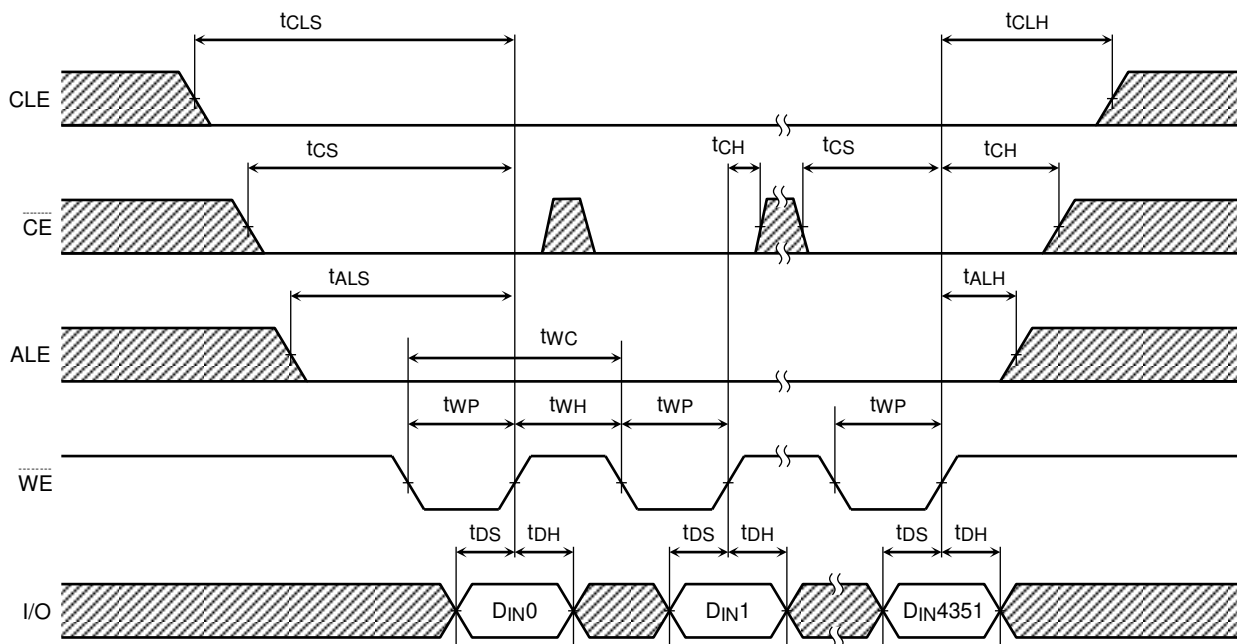 tCLS tCLH
CLE
tCS tCH tCS tCH
CE
tALS tALH
ALE
tWC
tWP tWH tWP tWP
WE
tDS tDH tDS tDH tDS tDH
I/O DIN0 DIN1 DIN4351